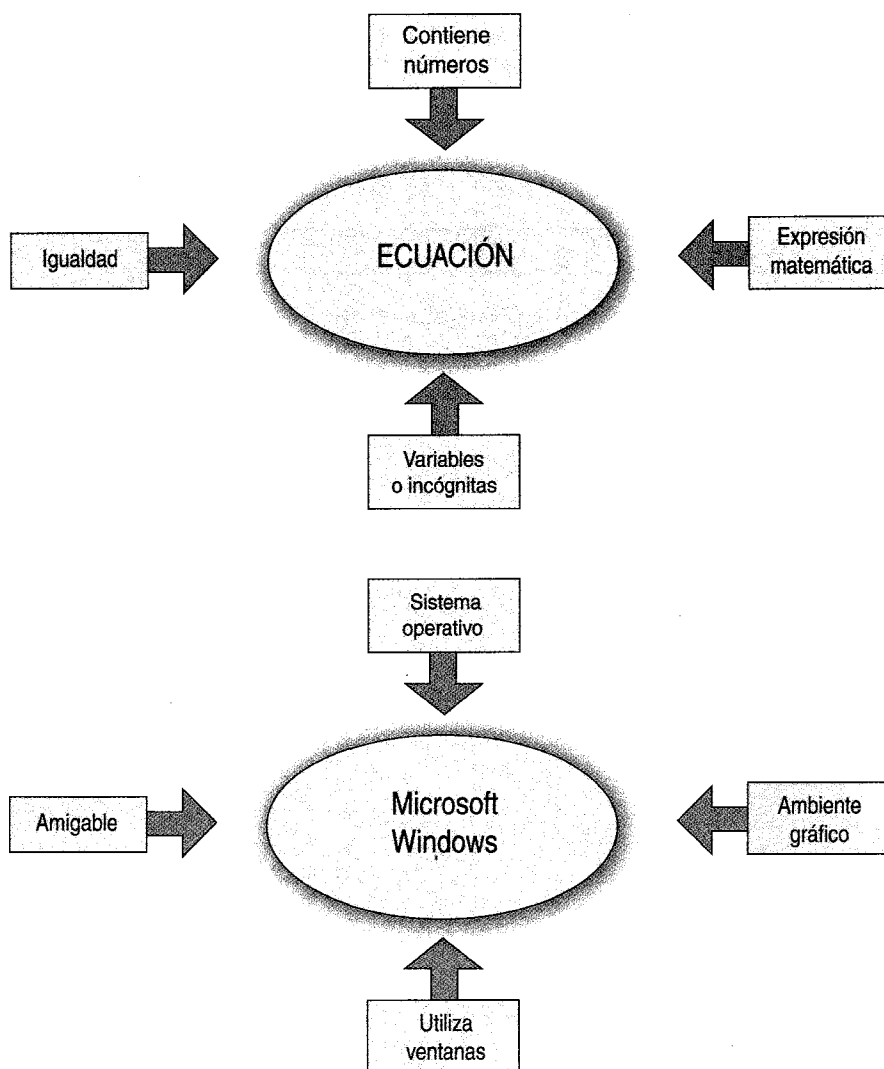 Contiene
números
Igualdad
ECUACIÓN
Expresión
matemática
Variables
o incógnitas
Sistema
operativo
Amigable
Microsoft
Windows
Ambiente
gráfico
Utiliza
ventanas